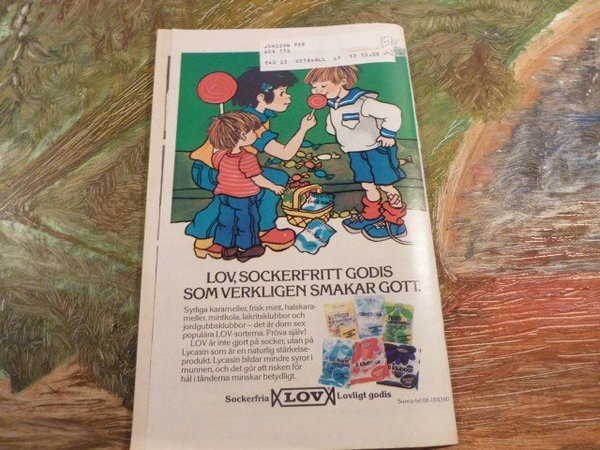 JONSSON PER
156
LOV, SOCKERFRITT GODIS
SOM VERKLIGEN SMAKAR GOTT.
Syrliga karameller, frisk mint, halskara-
meller, mintkola, lakritsklubbor och
jordgubbsklubbor – det är dom sex
populära LOV-sorterna. Pröva själv!
LOV är inte gjort på socker, utan på
Lycasin som är en naturlig stärkelse-
produkt. Lycasin bildar mindre syror i
munnen, och det gör att risken för
hål i tänderna minskar betydligt.
Sockerfria LOV Lovligt godis